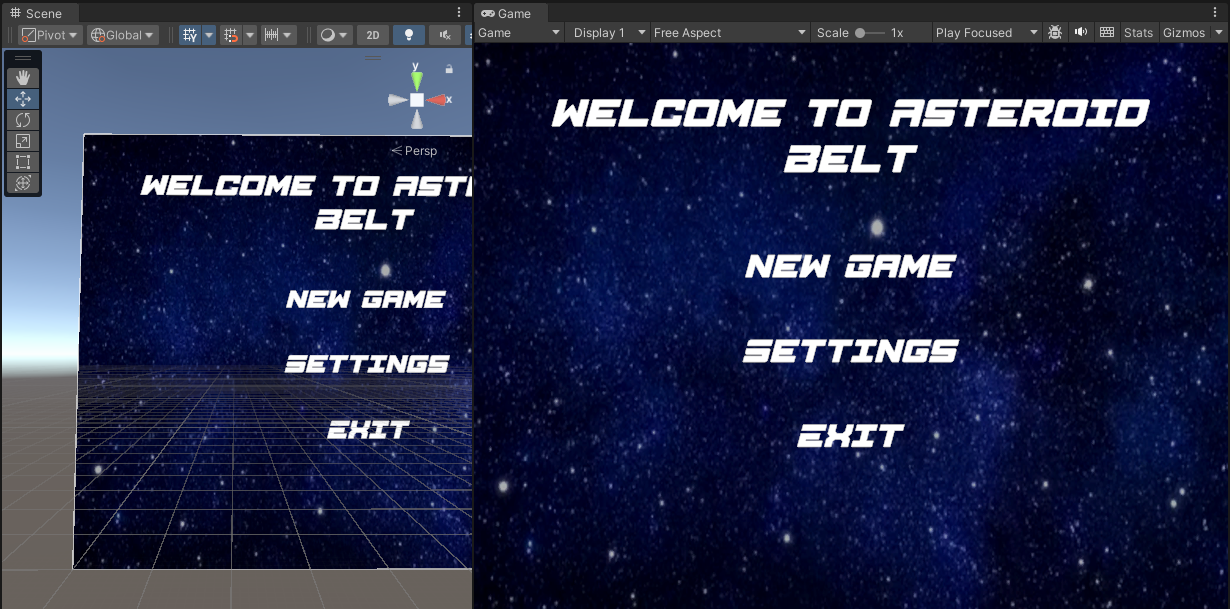 Scene
Game
Pivot
Global
2D
Game
Display 1
Free Aspect
Scale
1x
Play Focused
Stats
Gizmos
y
x
Persp
WELCOME TO ASTE
BELT
NEW GAME
SETTINGS
EXIT
WELCOME TO ASTEROID
BELT
NEW GAME
SETTINGS
EXIT